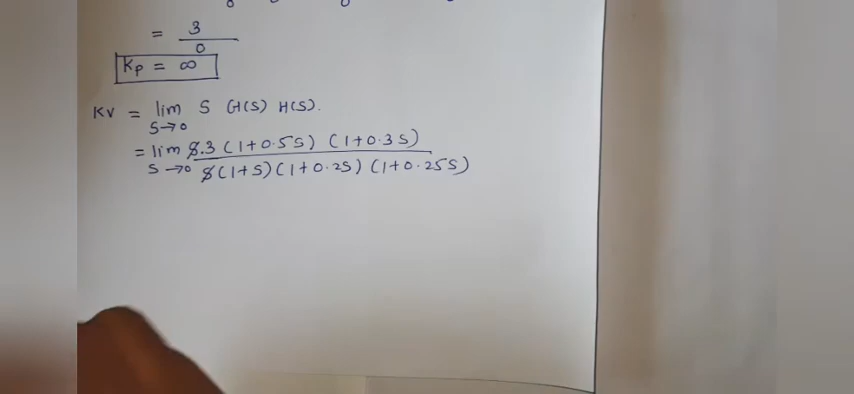 = 3
0
Kp = ∞
KV = lim S G(S) H(S).
S→0
= lim S.3 (1+0.5S) (1+0.3S)
S→0 S(1+S)(1+0.2S)(1+0.25S)